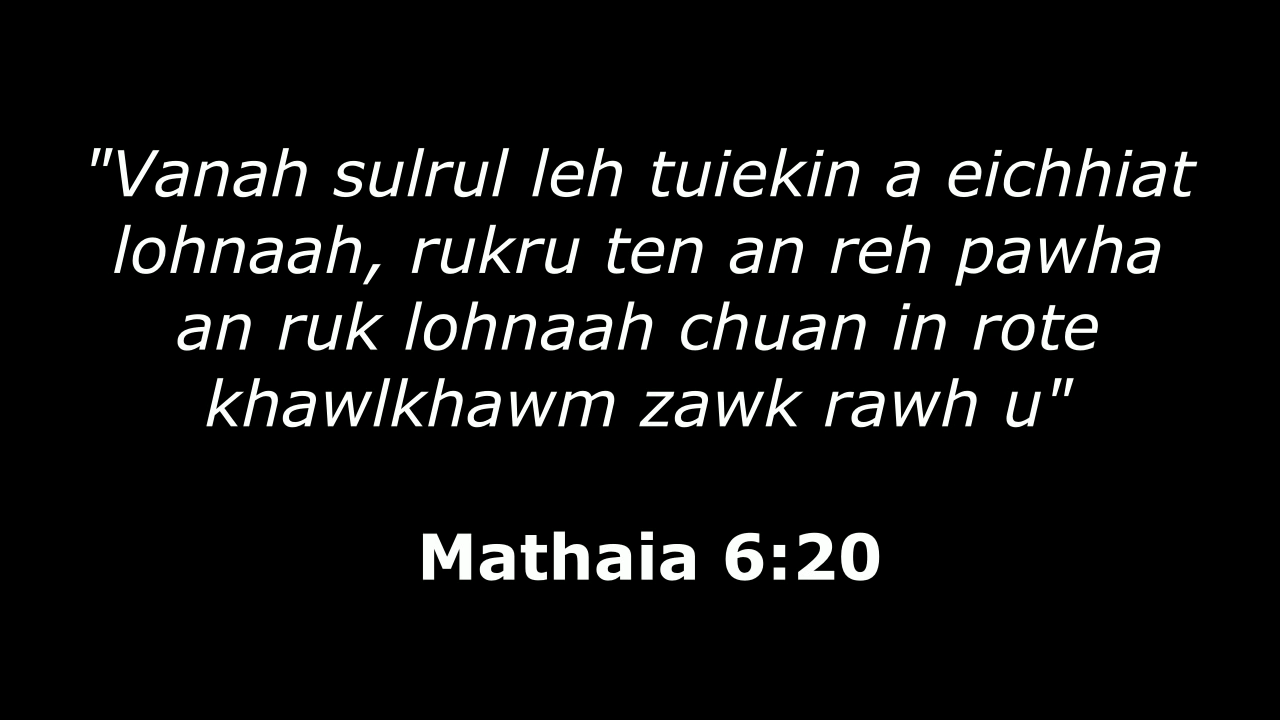 "Vanah sulrul leh tuiekin a eichhiat
lohnaah, rukru ten an reh pawha
an ruk lohnaah chuan in rote
khawlkhawm zawk rawh u"
Mathaia 6:20